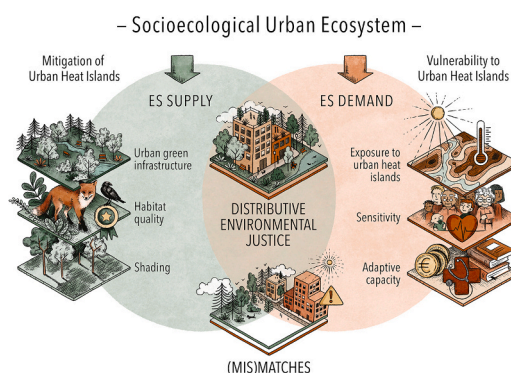 – Socioecological Urban Ecosystem –
Mitigation of
Urban Heat Islands
Vulnerability to
Urban Heat Islands
ES SUPPLY
ES DEMAND
Urban green
infrastructure
Habitat
quality
Shading
Exposure to
urban heat
islands
Sensitivity
Adaptive
capacity
DISTRIBUTIVE
ENVIRONMENTAL
JUSTICE
€
(MIS)MATCHES